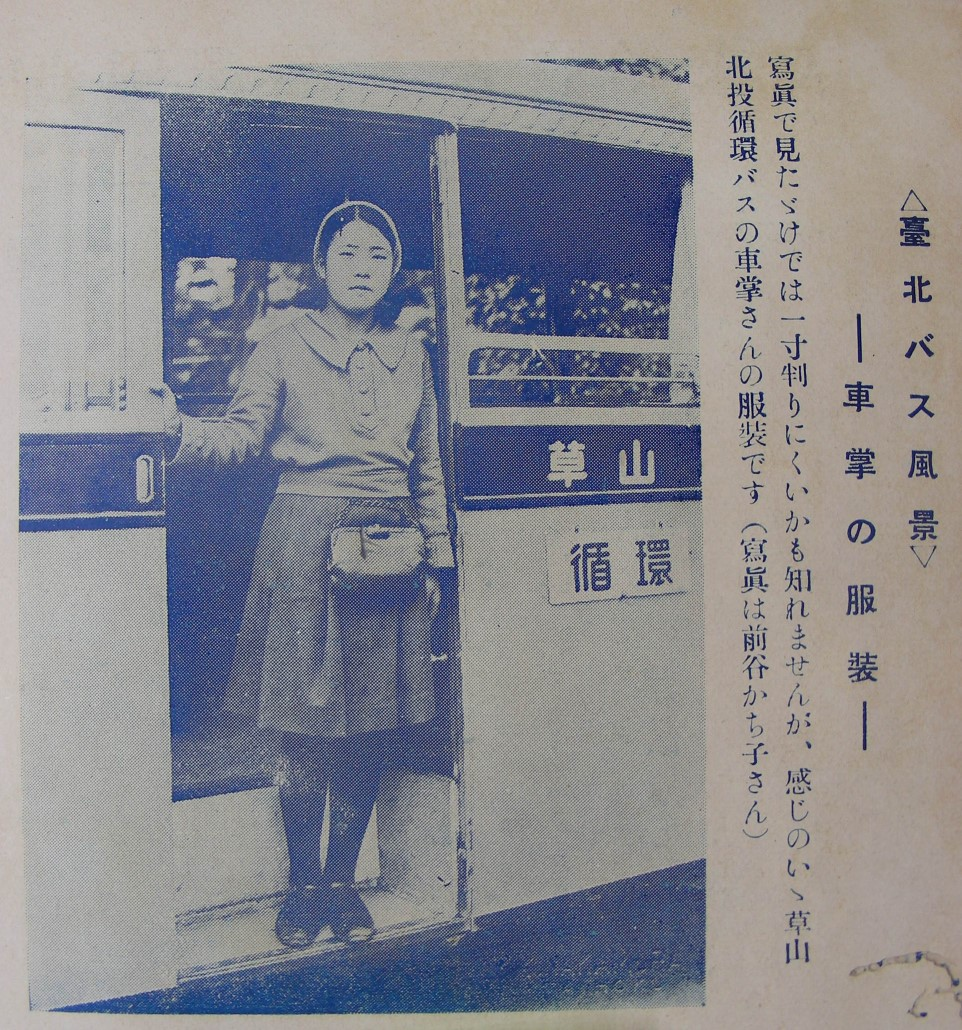 △臺北バス風景▽
―車掌の服装―
寫眞で見たゞけでは一寸判りにくいかも知れませんが、感じのいゝ草山
北投循環バスの車掌さんの服裝です(寫眞は前谷かち子さん)
草山
循環